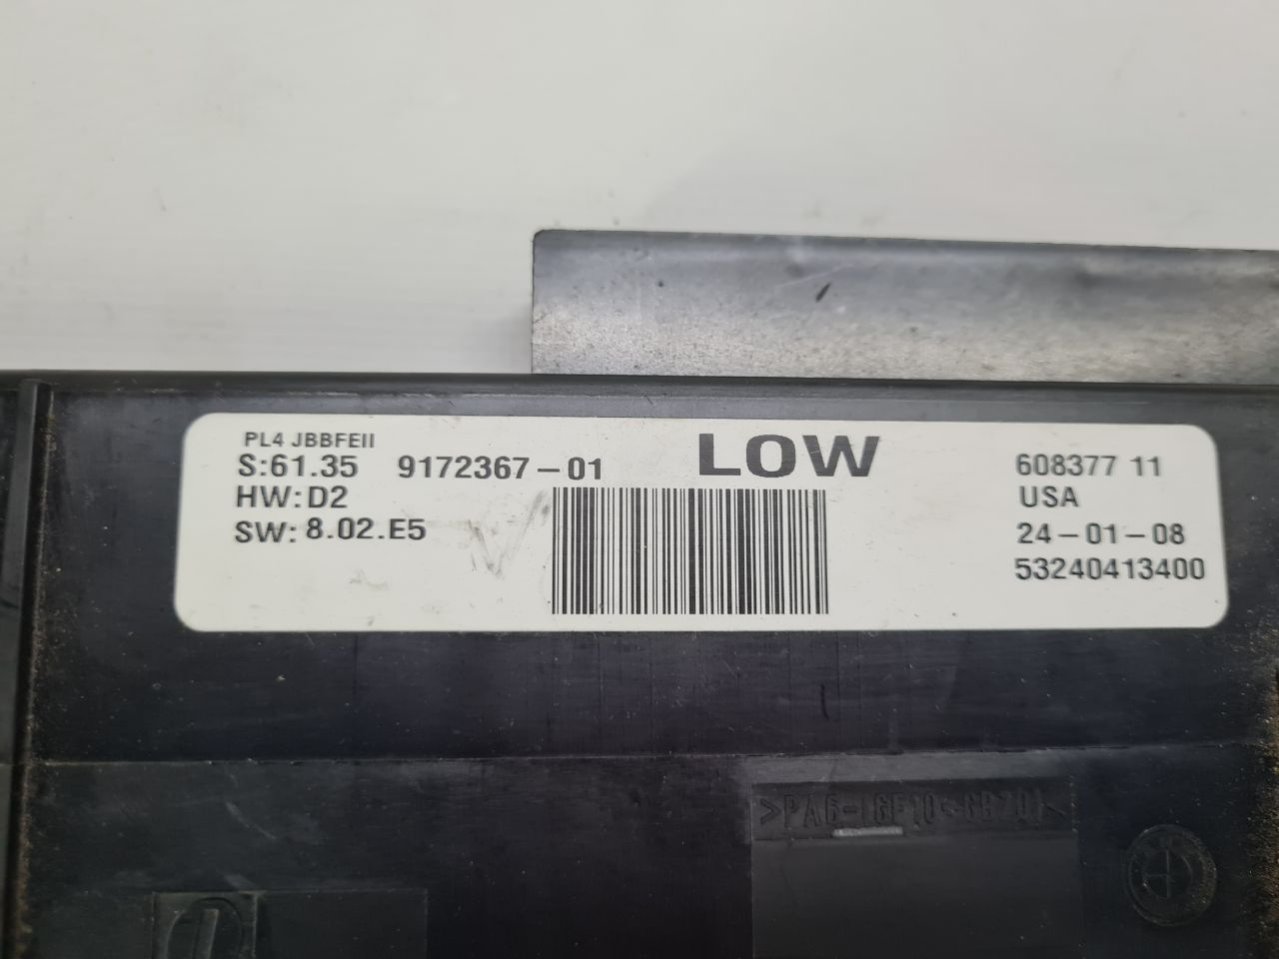 PL4 JBBFEII
S:61.35 9172367-01 LOW
HW:D2
SW: 8.02.E5
608377 11
USA
24-01-08
53240413400